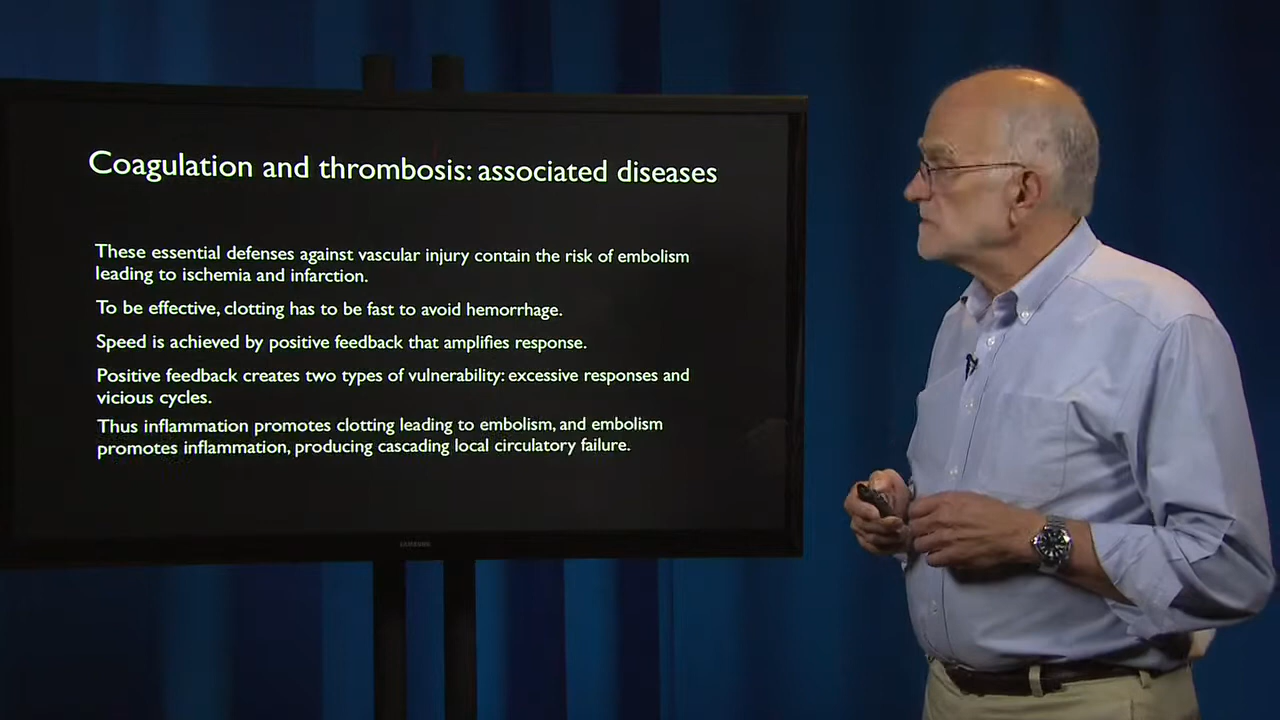 Coagulation and thrombosis: associated diseases
These essential defenses against vascular injury contain the risk of embolism
leading to ischemia and infarction.
To be effective, clotting has to be fast to avoid hemorrhage.
Speed is achieved by positive feedback that amplifies response.
Positive feedback creates two types of vulnerability: excessive responses and
vicious cycles.
Thus inflammation promotes clotting leading to embolism, and embolism
promotes inflammation, producing cascading local circulatory failure.
SAMSUNG